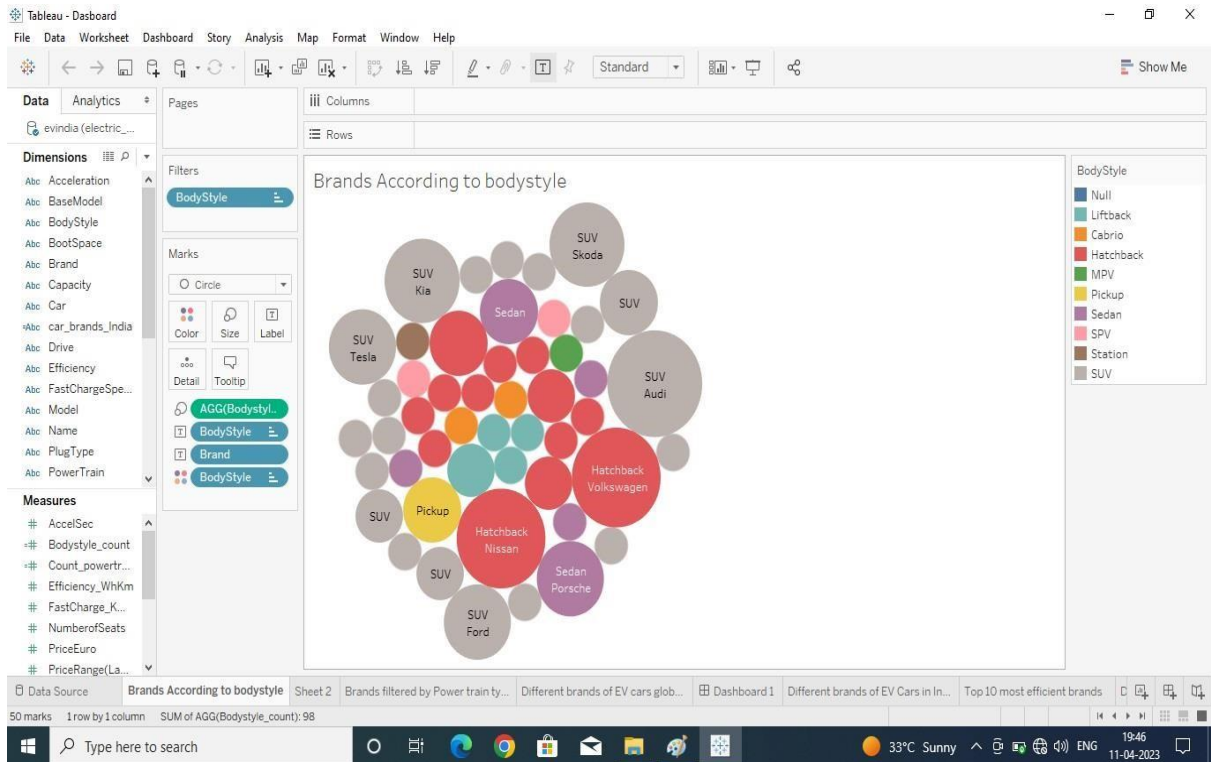 Tableau - Dasboard
File Data Worksheet Dashboard Story Analysis Map Format Window Help
Standard
Show Me
Data Analytics
evindia (electric_...
Dimensions
Abc Acceleration
Abc BaseModel
Abc BodyStyle
Abc BootSpace
Abc Brand
Abc Capacity
Abc Car
Abc car_brands_India
Abc Drive
Abc Efficiency
Abc FastChargeSpe...
Abc Model
Abc Name
Abc PlugType
Abc PowerTrain
Measures
# AccelSec
# Bodystyle_count
# Count_powertr...
# Efficiency_WhKm
# FastCharge_K...
# NumberofSeats
# PriceEuro
# PriceRange(La...
Pages
Filters
BodyStyle
Marks
Circle
Color Size Label
Detail Tooltip
AGG(Bodystyl..
BodyStyle
Brand
BodyStyle
Columns
Rows
Brands According to bodystyle
SUV
Skoda
SUV
Kia
SUV
Sedan
SUV
Tesla
SUV
Audi
Hatchback
Volkswagen
Pickup
SUV
Hatchback
Nissan
SUV
Sedan
Porsche
SUV
Ford
BodyStyle
Null
Liftback
Cabrio
Hatchback
MPV
Pickup
Sedan
SPV
Station
SUV
Data Source Brands According to bodystyle Sheet 2 Brands filtered by Power train ty... Different brands of EV cars glob... Dashboard 1 Different brands of EV Cars in In... Top 10 most efficient brands D
50 marks 1 row by 1 column SUM of AGG(Bodystyle_count): 98
Type here to search
33°C Sunny
ENG
19:46
11-04-2023